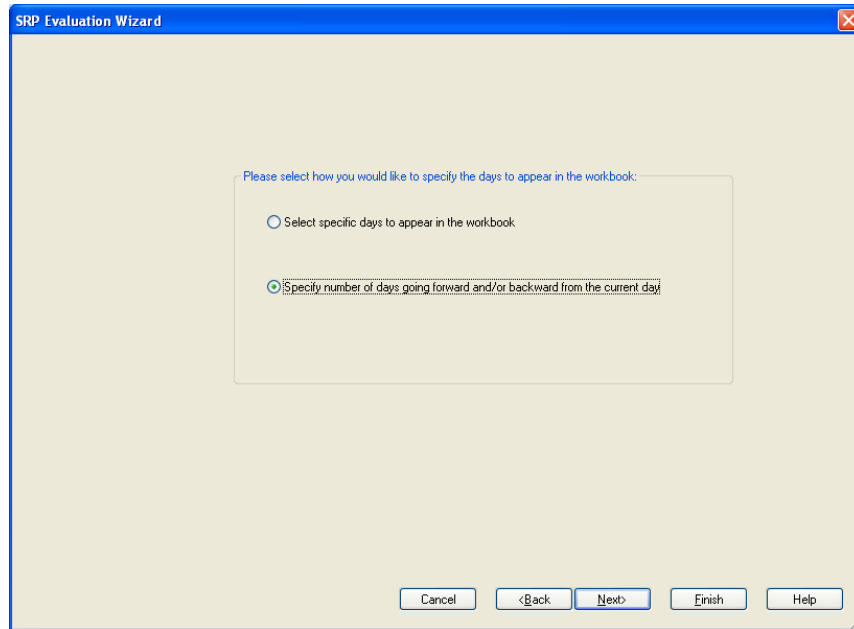 SRP Evaluation Wizard
Please select how you would like to specify the days to appear in the workbook:
Select specific days to appear in the workbook
Specify number of days going forward and/or backward from the current day
Cancel
<Back
Next>
Finish
Help